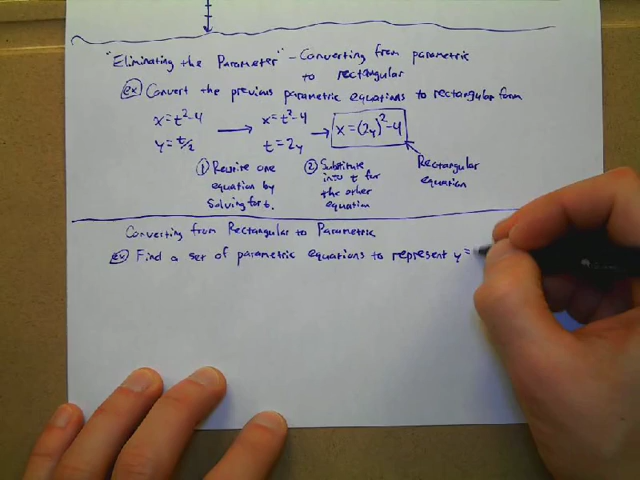 "Eliminating the Parameter" - Converting from parametric
to rectangular
ex Convert the previous parametric equations to rectangular form
x=t²-4 → x=t²-4 → x=(2y)²-4
y=t/2 t=2y
① Rewrite one
equation by
solving for t.
② Substitute
into t for
the other
equation
Rectangular
equation
Converting from Rectangular to Parametric
ex Find a set of parametric equations to represent y=